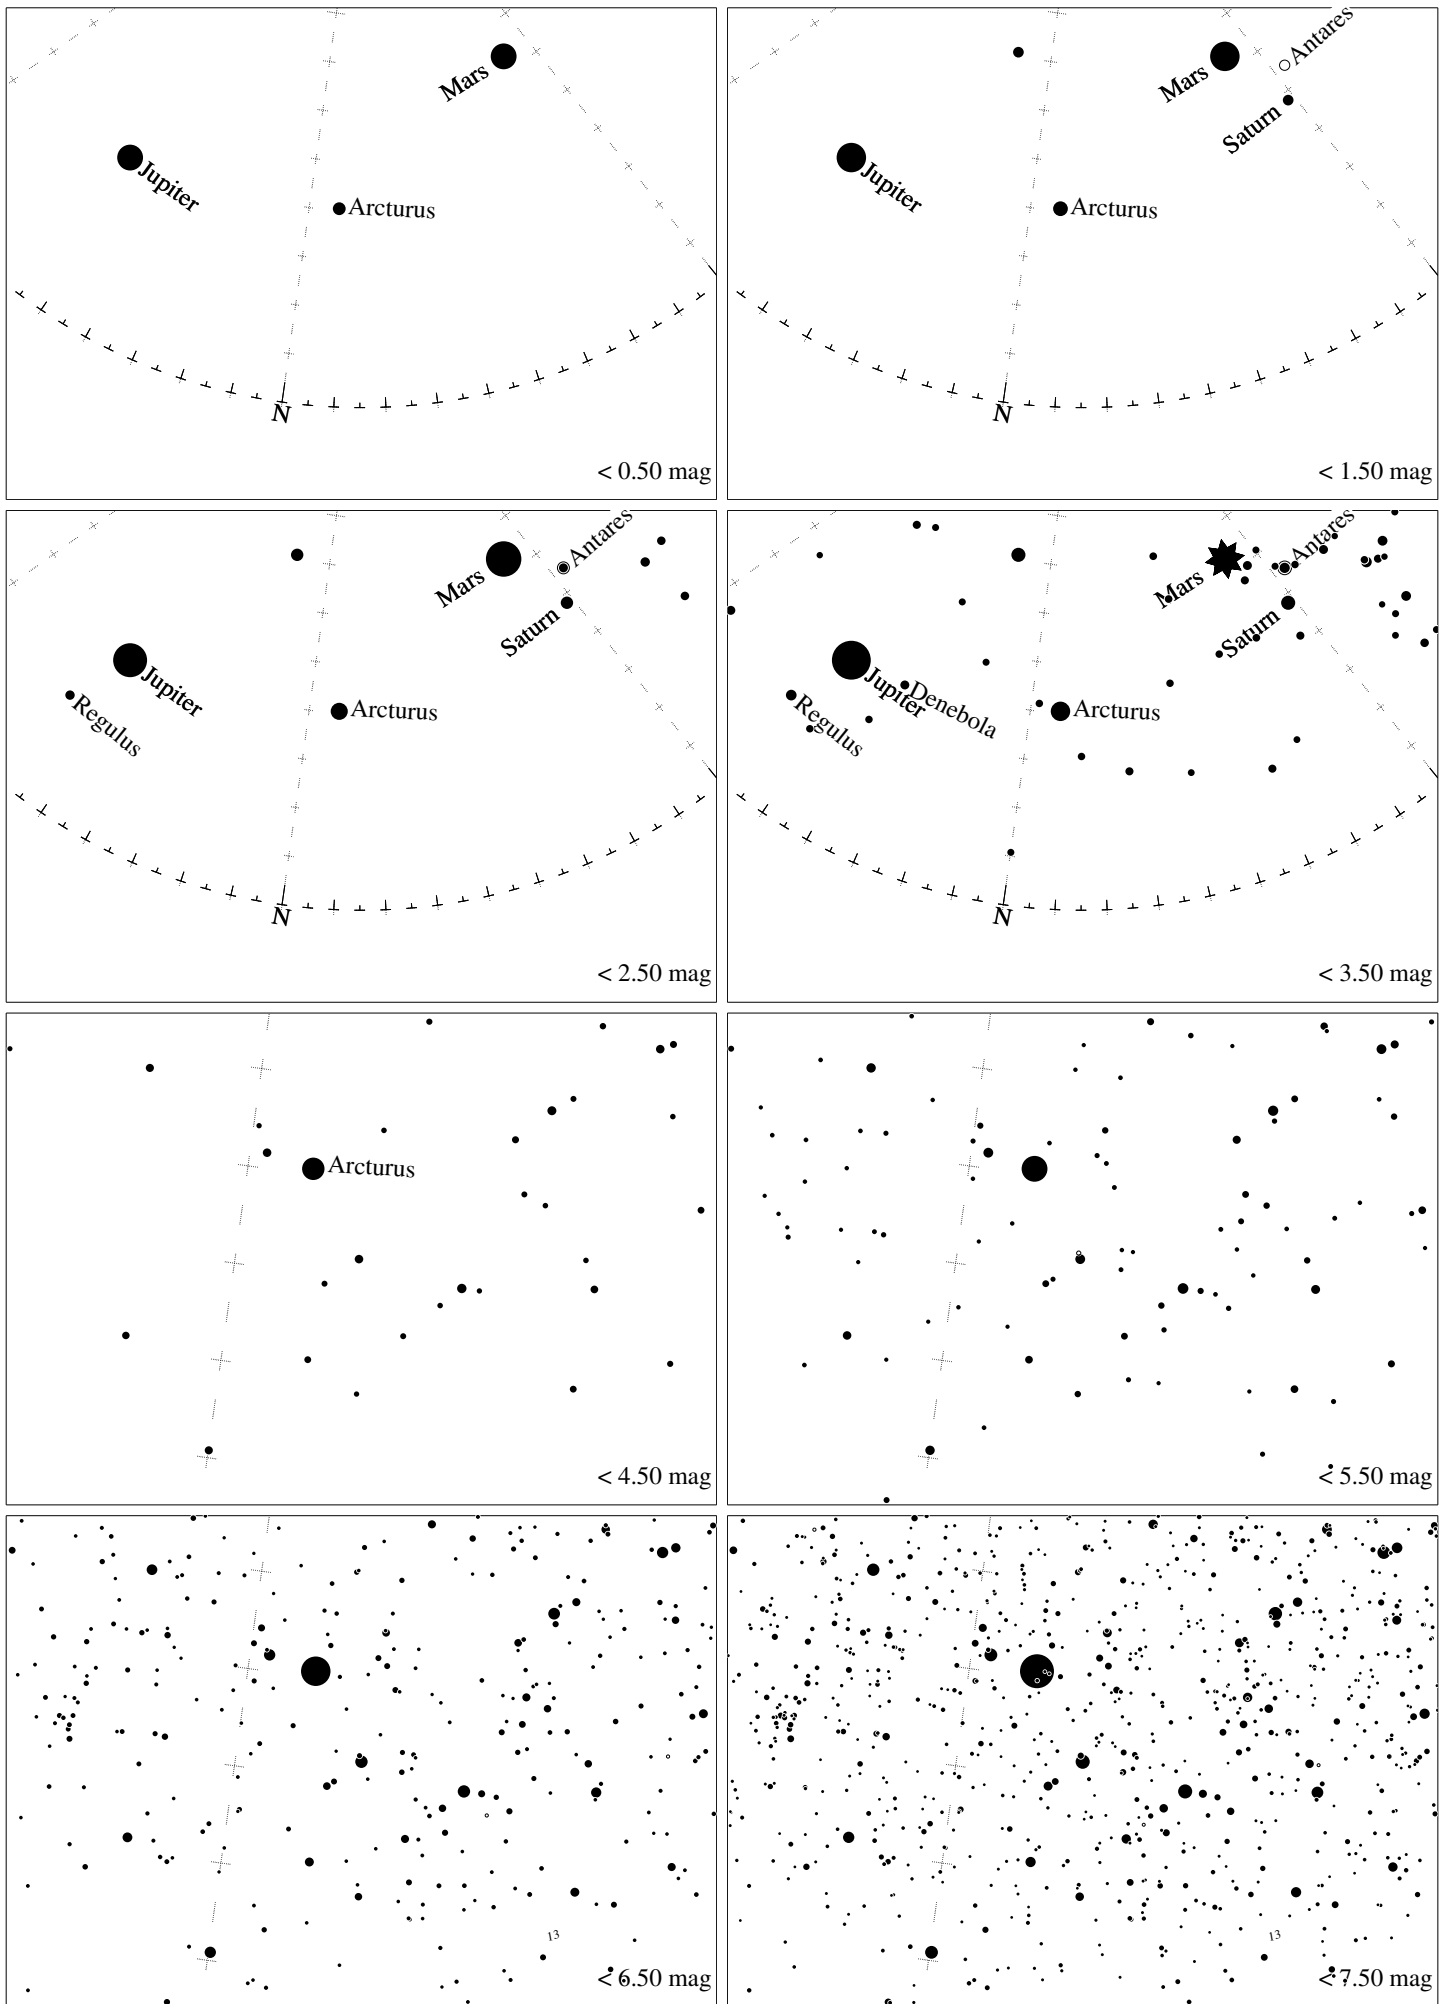 Mars
Jupiter
Arcturus
N
< 0.50 mag
Antares
Mars
Saturn
Jupiter
Arcturus
N
< 1.50 mag
Antares
Mars
Saturn
Jupiter
Regulus
Arcturus
N
< 2.50 mag
Antares
Mars
Saturn
Jupiter
Denebola
Regulus
Arcturus
N
< 3.50 mag
Arcturus
< 4.50 mag
< 5.50 mag
13
< 6.50 mag
13
< 7.50 mag